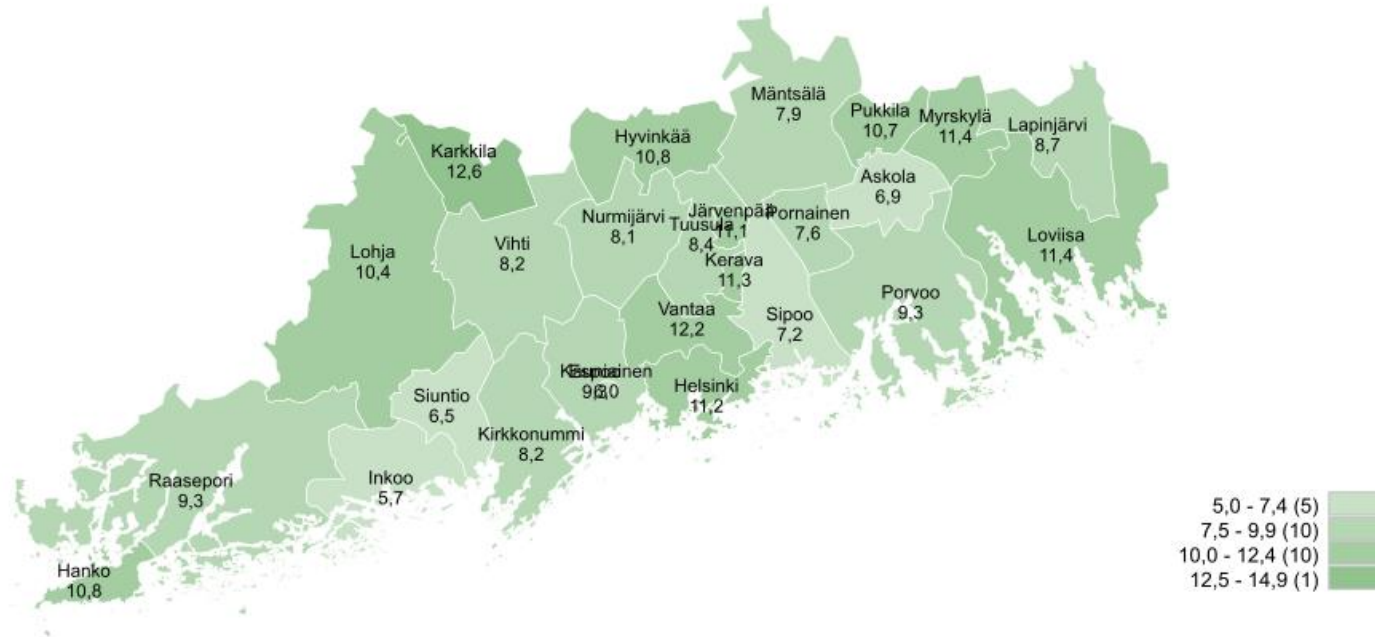 Mäntsälä
7,9
Pukkila
10,7
Myrskylä
11,4
Lapinjärvi
8,7
Karkkila
12,6
Hyvinkää
10,8
Askola
6,9
Nurmijärvi
8,1
Järvenpää
11,1
Pornainen
7,6
Tuusula
8,4
Lohja
10,4
Vihti
8,2
Loviisa
11,4
Kerava
11,3
Porvoo
9,3
Vantaa
12,2
Sipoo
7,2
Helsinki
11,2
Siuntio
6,5
Kirkkonummi
8,2
Raasepori
9,3
Inkoo
5,7
Hanko
10,8
5,0 - 7,4 (5)
7,5 - 9,9 (10)
10,0 - 12,4 (10)
12,5 - 14,9 (1)